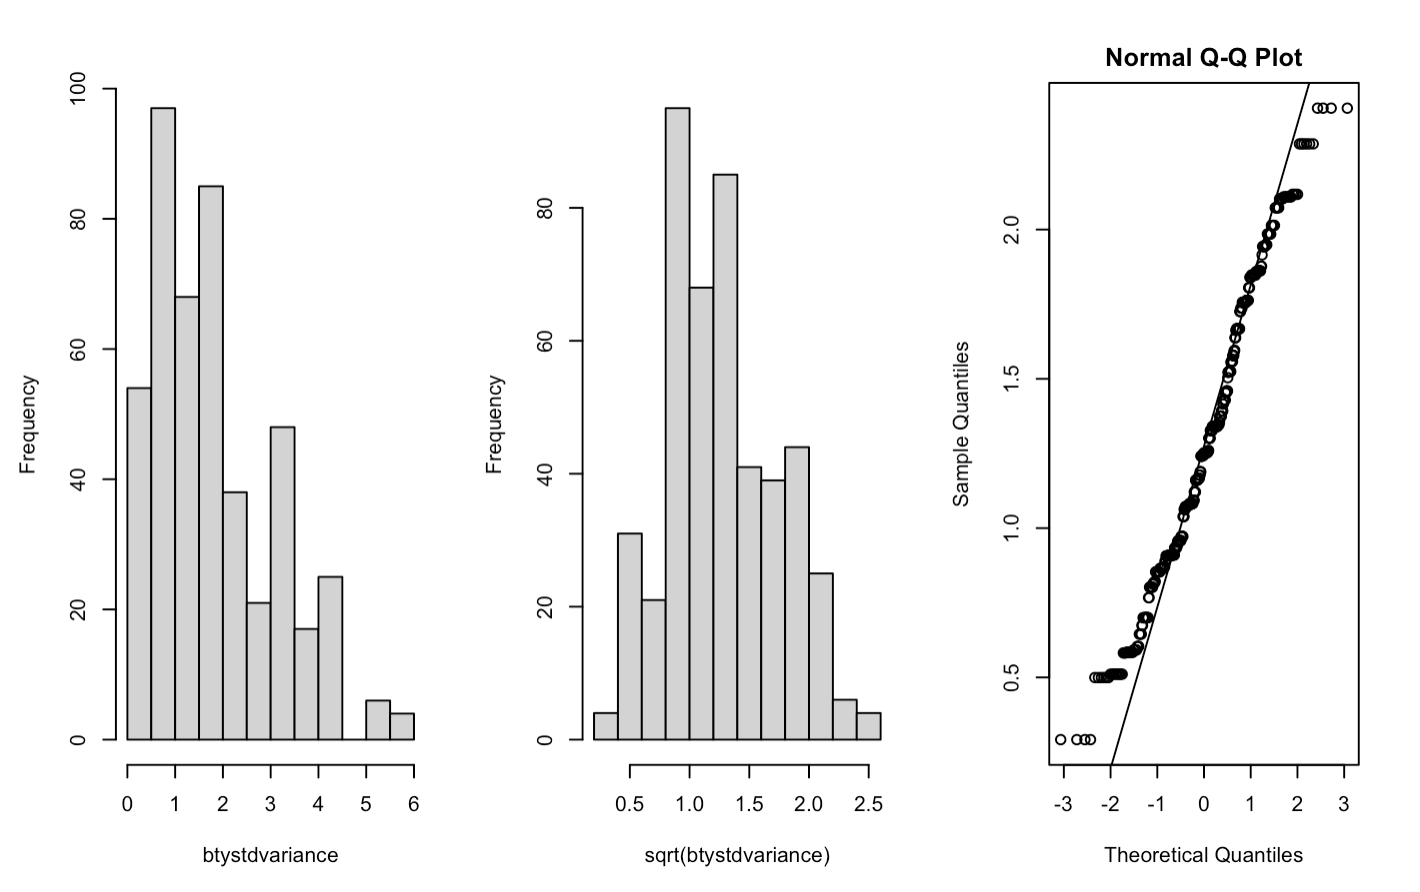 Frequency
0 20 40 60 80 100
0 1 2 3 4 5 6
btystdvariance
Frequency
0 20 40 60 80
0.5 1.0 1.5 2.0 2.5
sqrt(btystdvariance)
Normal Q-Q Plot
Sample Quantiles
0.5 1.0 1.5 2.0
-3 -2 -1 0 1 2 3
Theoretical Quantiles